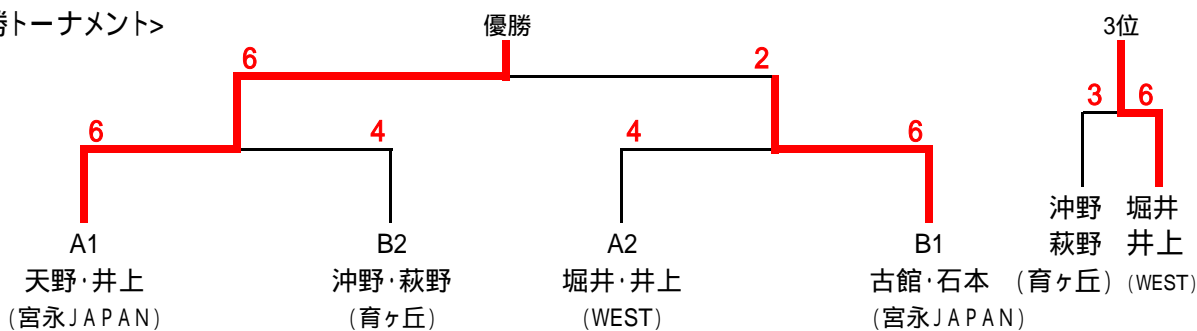 勝トーナメント>
優勝 3位
6 2
3 6
6 4 4 6
沖野 堀井
萩野 井上
(育ヶ丘) (WEST)
A1 B2 A2 B1
天野・井上 沖野・萩野 堀井・井上 古館・石本
(宮永JAPAN) (育ヶ丘) (WEST) (宮永JAPAN)